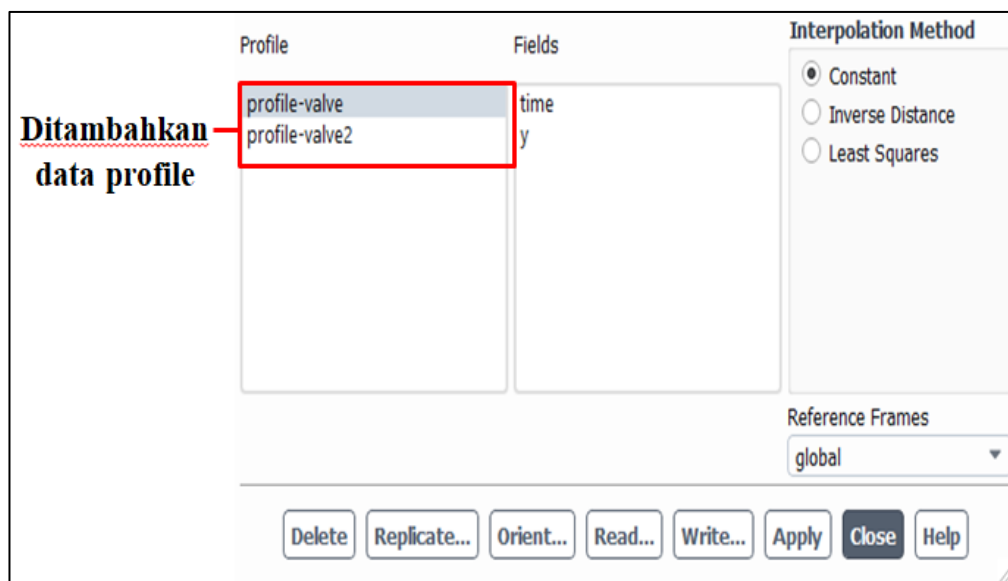 Profile
Fields
Interpolation Method
Ditambahkan
data profile
profile-valve
profile-valve2
time
y
Constant
Inverse Distance
Least Squares
Reference Frames
global
Delete Replicate... Orient... Read... Write... Apply Close Help